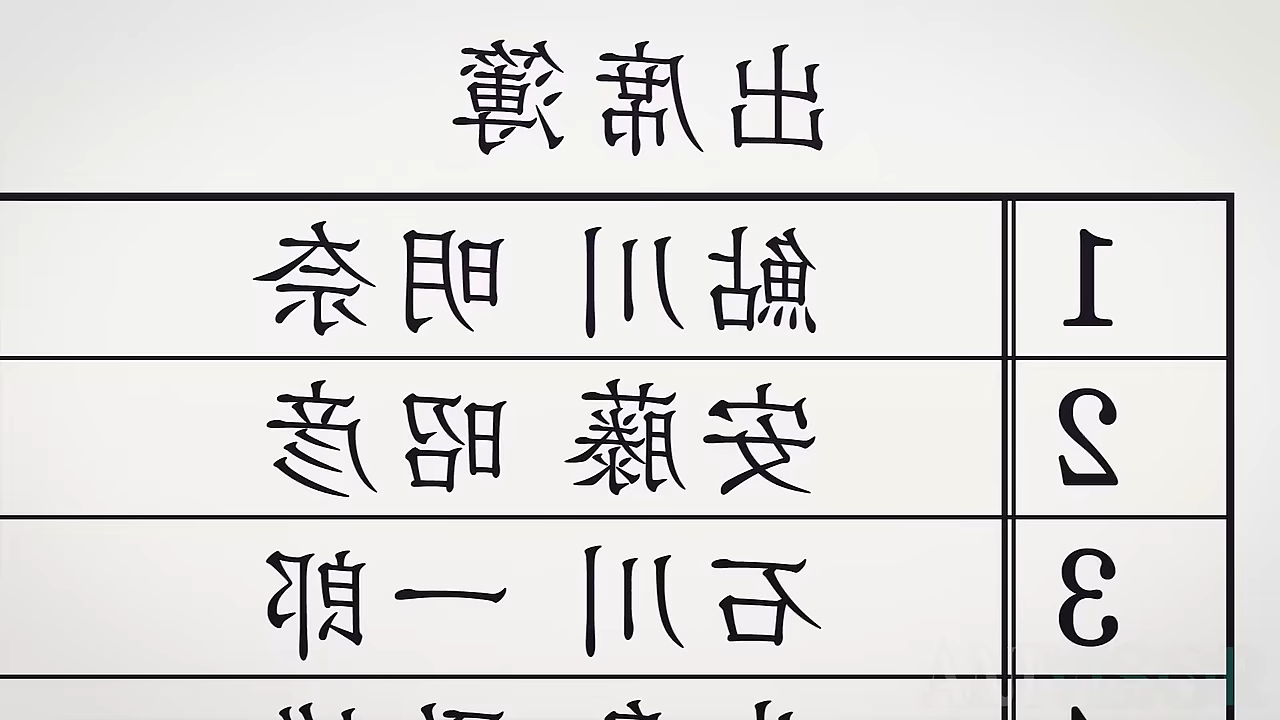 出席簿
1 鮎川 明奈
2 安藤 昭彦
3 石川 一郎